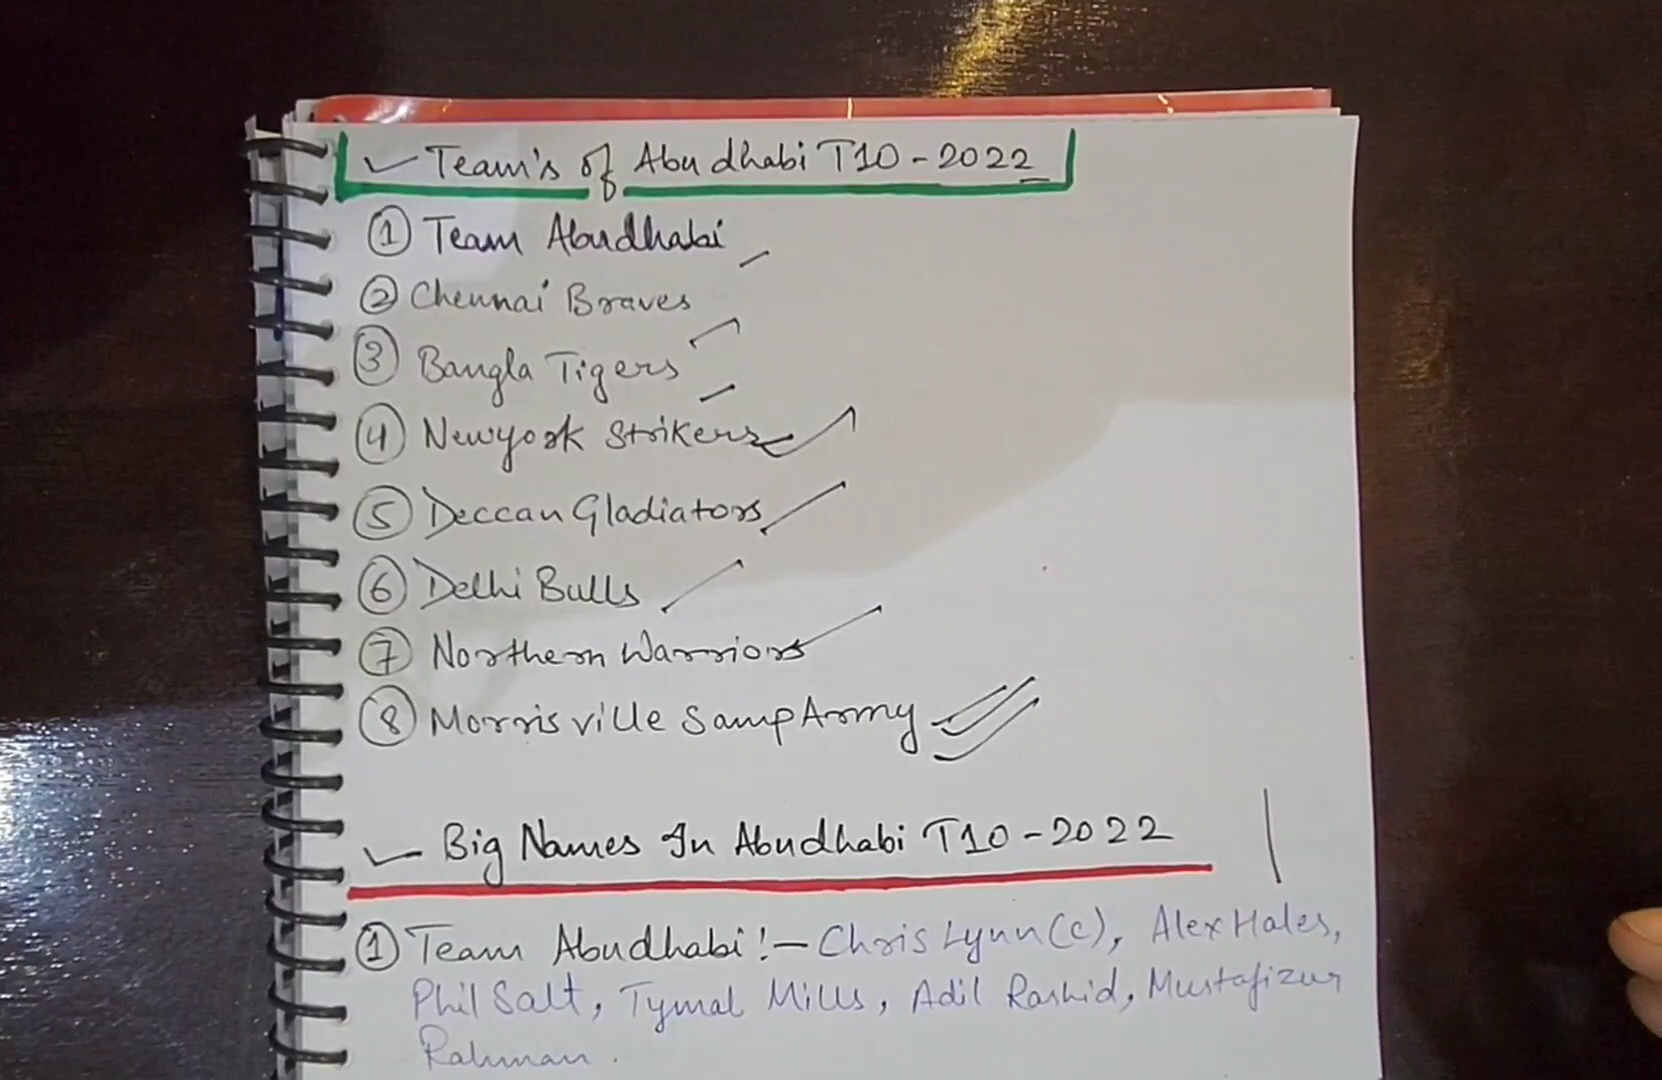 Team's of Abudhabi T10-2022
① Team Abudhabi
② Chennai Braves
③ Bangla Tigers
④ Newyork Strikers
⑤ Deccan Gladiators
⑥ Delhi Bulls
⑦ Northern Warriors
⑧ Morrisville SampArmy
Big Names In Abudhabi T10-2022
① Team Abudhabi!- Chris Lynn(c), Alex Hales,
Phil Salt, Tymal Mills, Adil Rashid, Mustafizur
Rahman.